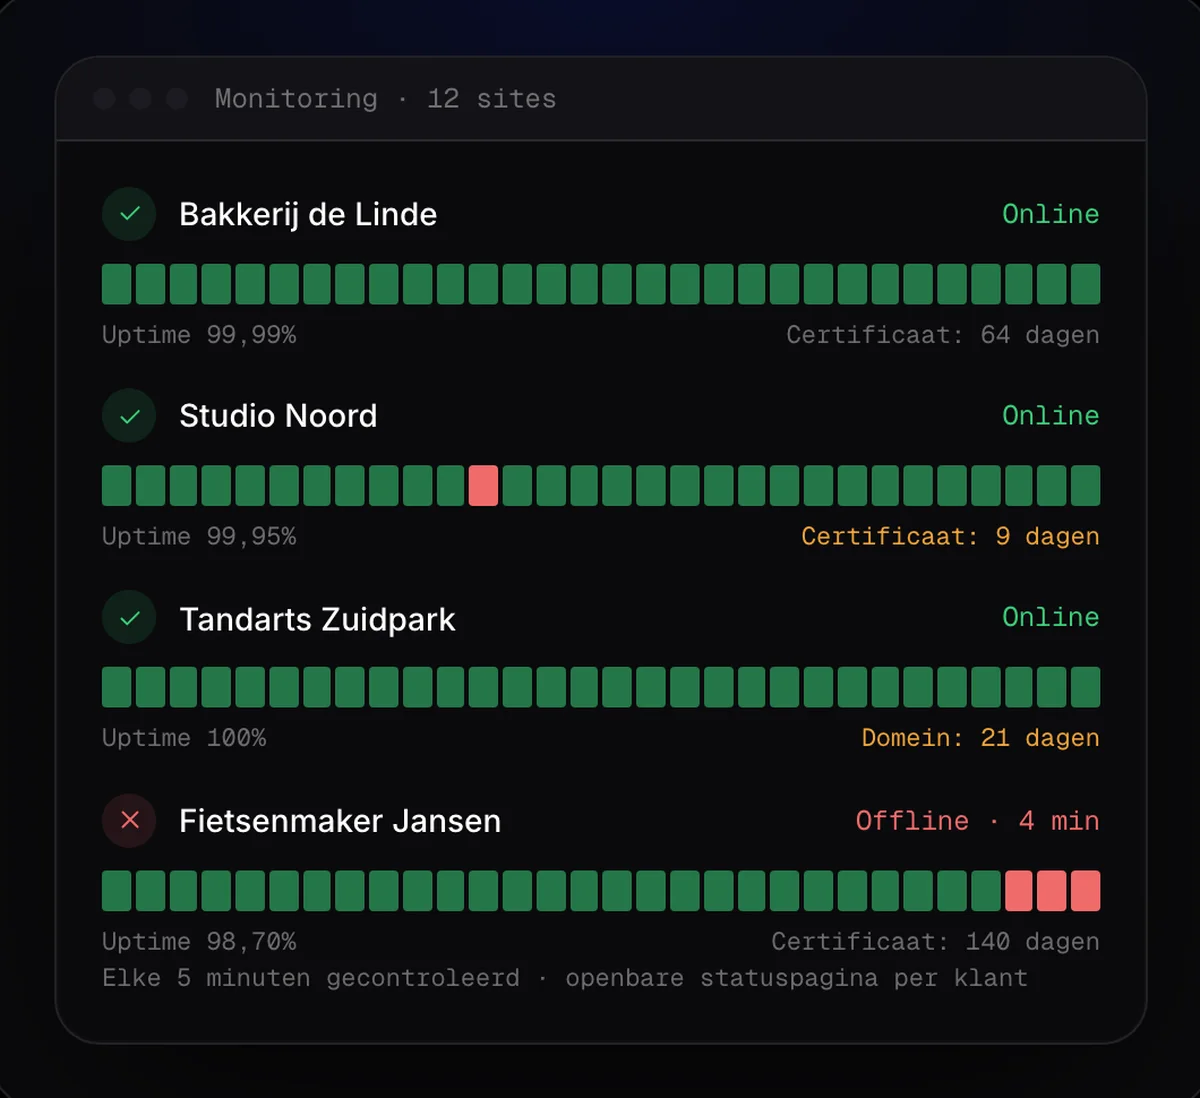 Monitoring · 12 sites
Bakkerij de Linde
Online
Uptime 99,99%
Certificaat: 64 dagen
Studio Noord
Online
Uptime 99,95%
Certificaat: 9 dagen
Tandarts Zuidpark
Online
Uptime 100%
Domein: 21 dagen
Fietsenmaker Jansen
Offline · 4 min
Uptime 98,70%
Certificaat: 140 dagen
Elke 5 minuten gecontroleerd · openbare statuspagina per klant